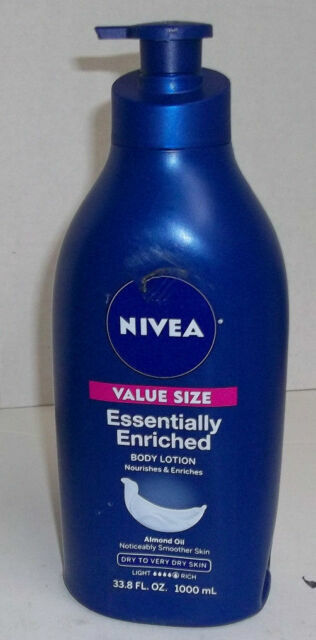 NIVEA
VALUE SIZE
Essentially
Enriched
BODY LOTION
Nourishes & Enriches
Almond Oil
Noticeably Smoother Skin
DRY TO VERY DRY SKIN
LIGHT RICH
33.8 FL. OZ. 1000 mL